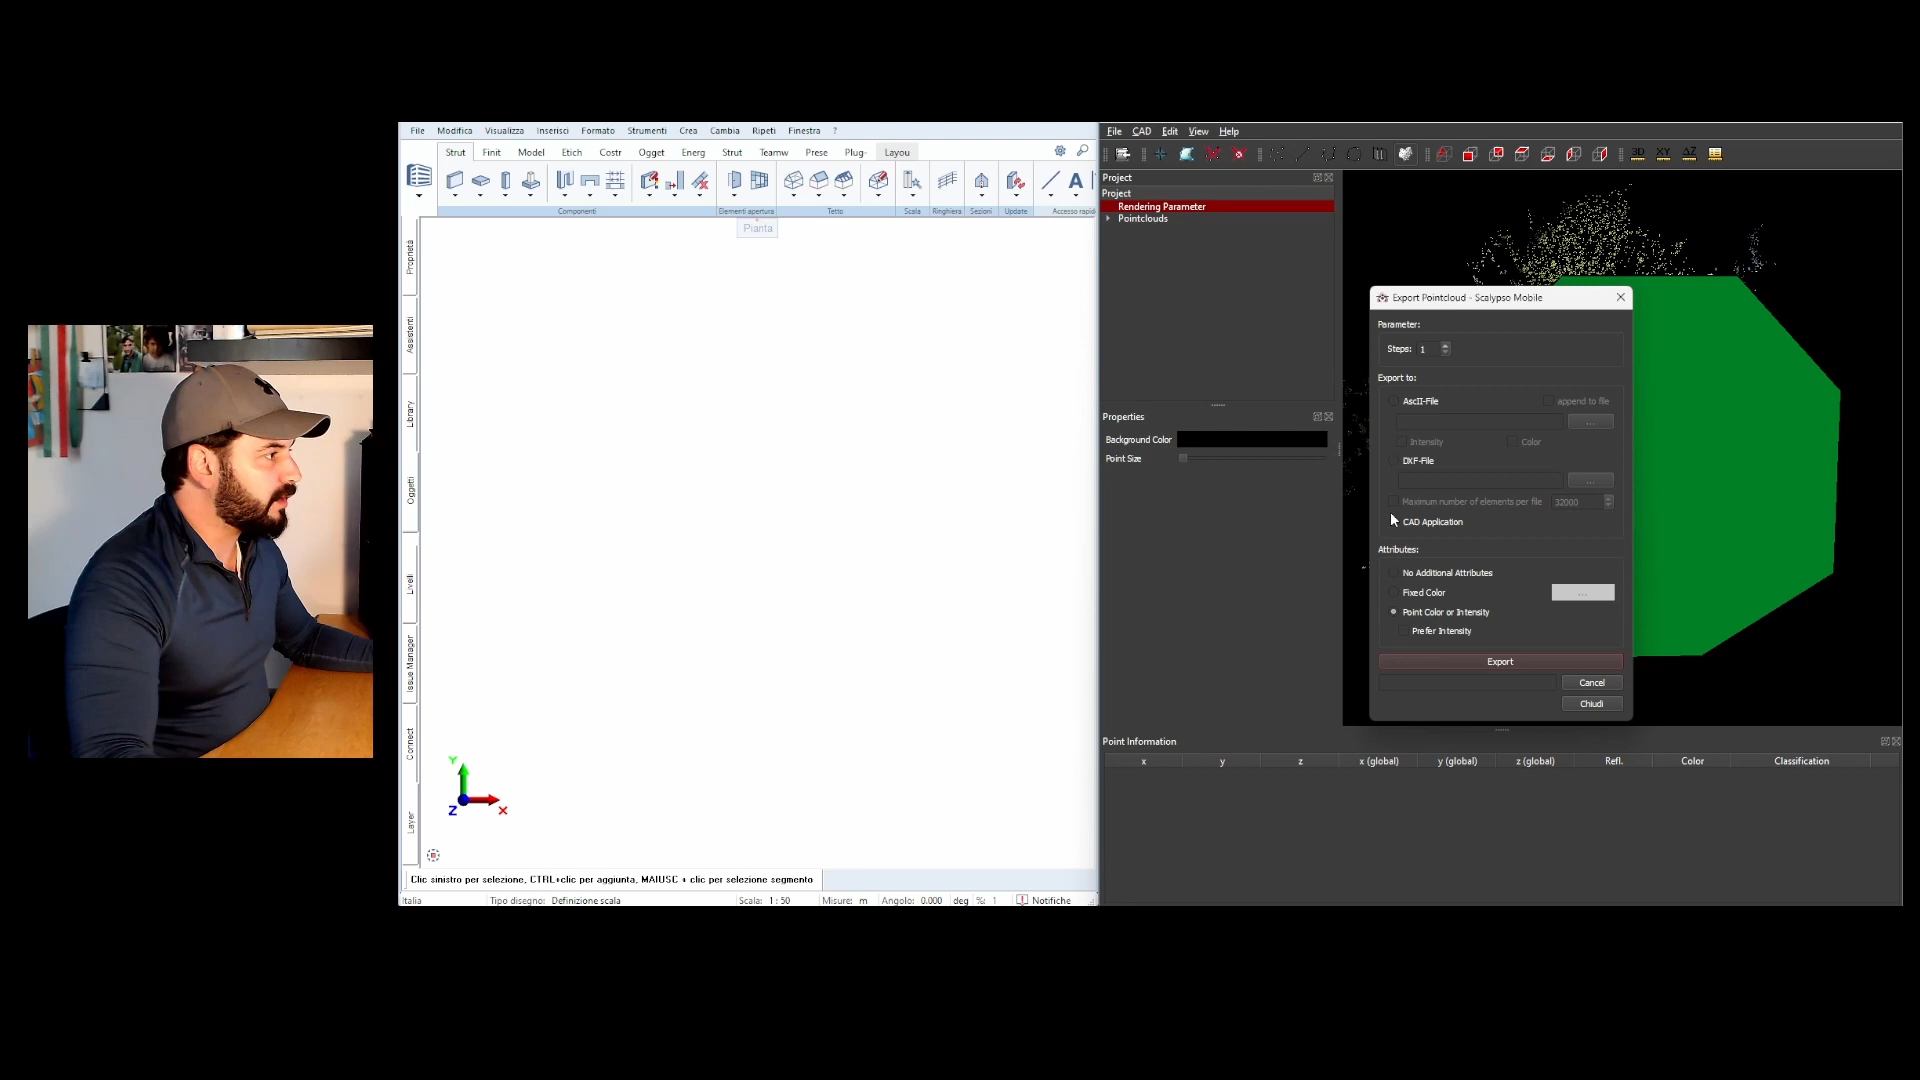 File Modifica Visualizza Inserisci Formato Strumenti Crea Cambia Ripeti Finestra ?
Strut Finit Model Etich Costr Ogget Energ Strut Teamw Prese Plug- Layou
A
Componenti Elementi apertura Tetto Scala Ringhiera Sezioni Update Accesso rapido
Pianta
Proprietà
Assistenti
Library
Oggetti
Livelli
Issue Manager
Connect
Layer
Y
Z X
Clic sinistro per selezione, CTRL+clic per aggiunta, MAIUSC + clic per selezione segmento
Italia Tipo disegno: Definizione scala Scala: 1 : 50 Misure: m Angolo: 0.000 deg %: 1 Notifiche
File CAD Edit View Help
3D XY ΔZ
Project
Project
Rendering Parameter
Pointclouds
Properties
Background Color
Point Size
Export Pointcloud - Scalypso Mobile
Parameter:
Steps: 1
Export to:
AscII-File append to file
...
Intensity Color
DXF-File
...
Maximum number of elements per file 32000
CAD Application
Attributes:
No Additional Attributes
Fixed Color ...
Point Color or Intensity
Prefer Intensity
Export
Cancel
Chiudi
Point Information
x y z x (global) y (global) z (global) Refl. Color Classification